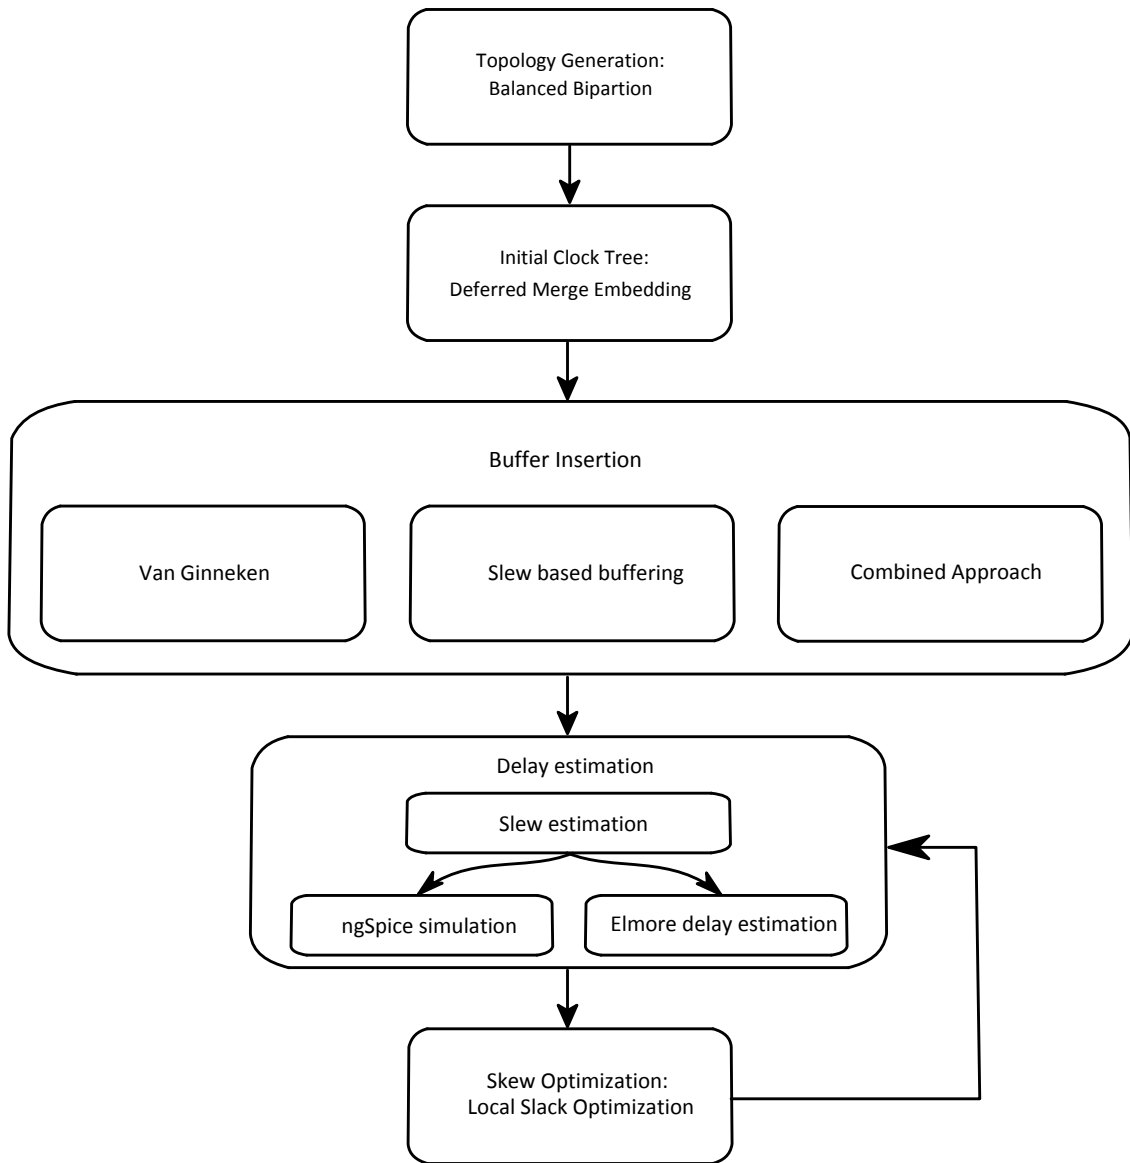 Topology Generation:
Balanced Bipartion
Initial Clock Tree:
Deferred Merge Embedding
Buffer Insertion
Van Ginneken
Slew based buffering
Combined Approach
Delay estimation
Slew estimation
ngSpice simulation
Elmore delay estimation
Skew Optimization:
Local Slack Optimization